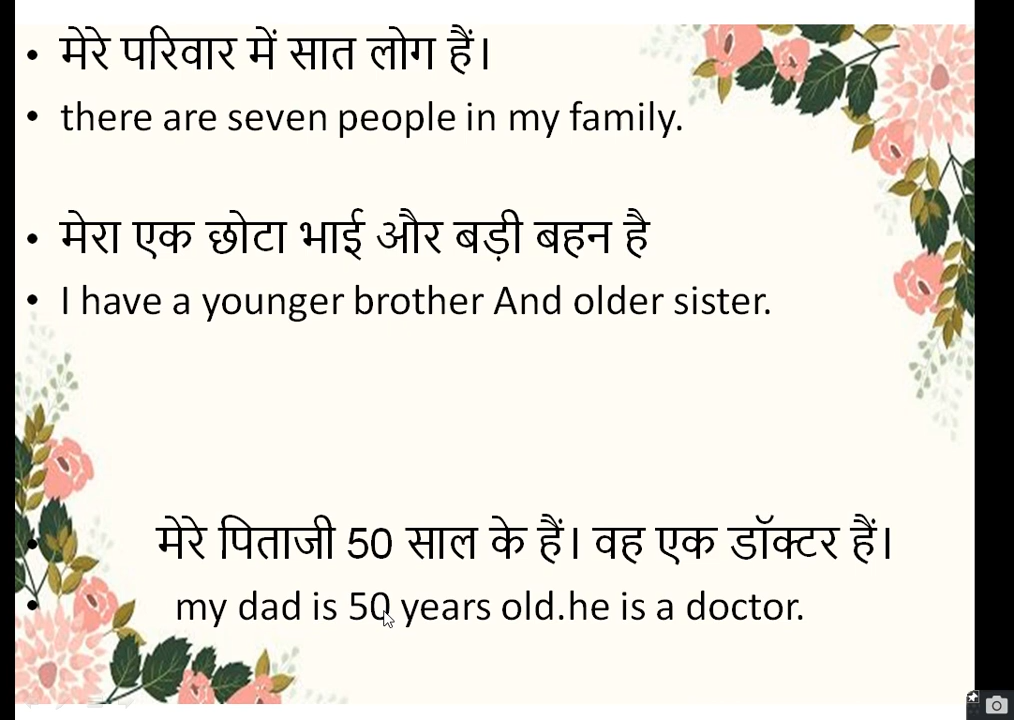 • मेरे परिवार में सात लोग हैं।
• there are seven people in my family.
• मेरा एक छोटा भाई और बड़ी बहन है
• I have a younger brother And older sister.
• मेरे पिताजी 50 साल के हैं। वह एक डॉक्टर हैं।
• my dad is 50 years old.he is a doctor.